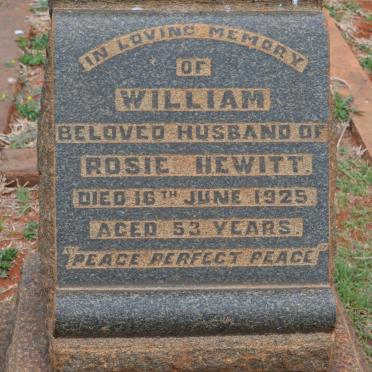 IN LOVING MEMORY
OF
WILLIAM
BELOVED HUSBAND OF
ROSIE HEWITT.
DIED 16TH JUNE 1925.
AGED 53 YEARS.
"PEACE PERFECT PEACE"